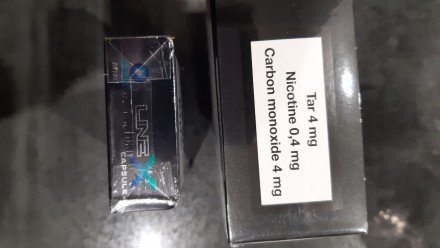 LINE X
CAPSULE
Tar 4 mg
Nicotine 0,4 mg
Carbon monoxide 4 mg